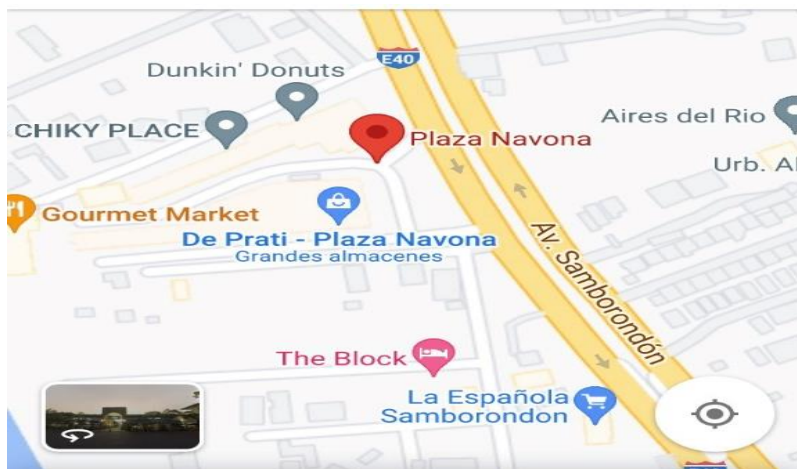 E40
Dunkin' Donuts
Aires del Rio
CHIKY PLACE
Plaza Navona
Urb. Al
Gourmet Market
De Prati - Plaza Navona
Grandes almacenes
Av. Samborondón
The Block
La Española
Samborondon